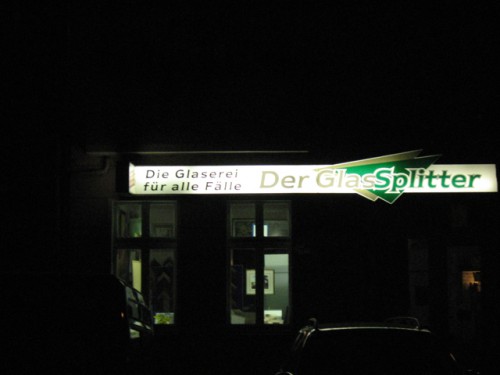 Die Glaserei
für alle Fälle
Der GlasSplitter